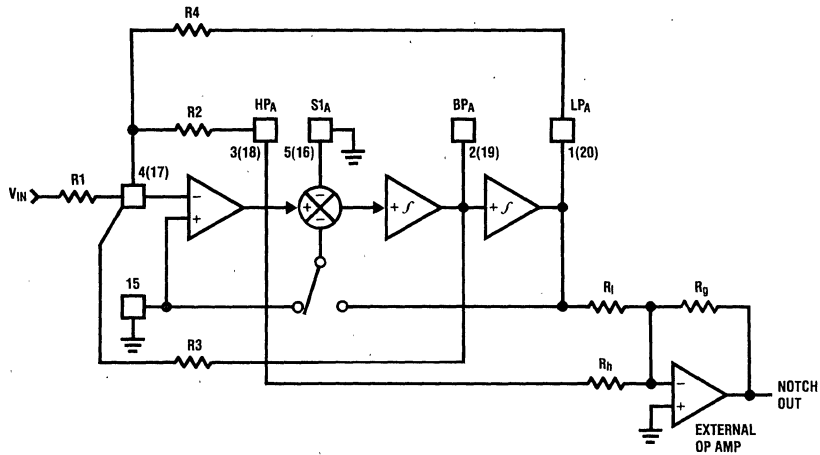 R4
R2
HPA
S1A
BPA
LPA
3(18)
5(16)
2(19)
1(20)
R1
4(17)
VIN
−
+
+
−
−
+ ∫
+ ∫
15
Rl
Rg
R3
Rh
−
+
NOTCH
OUT
EXTERNAL
OP AMP